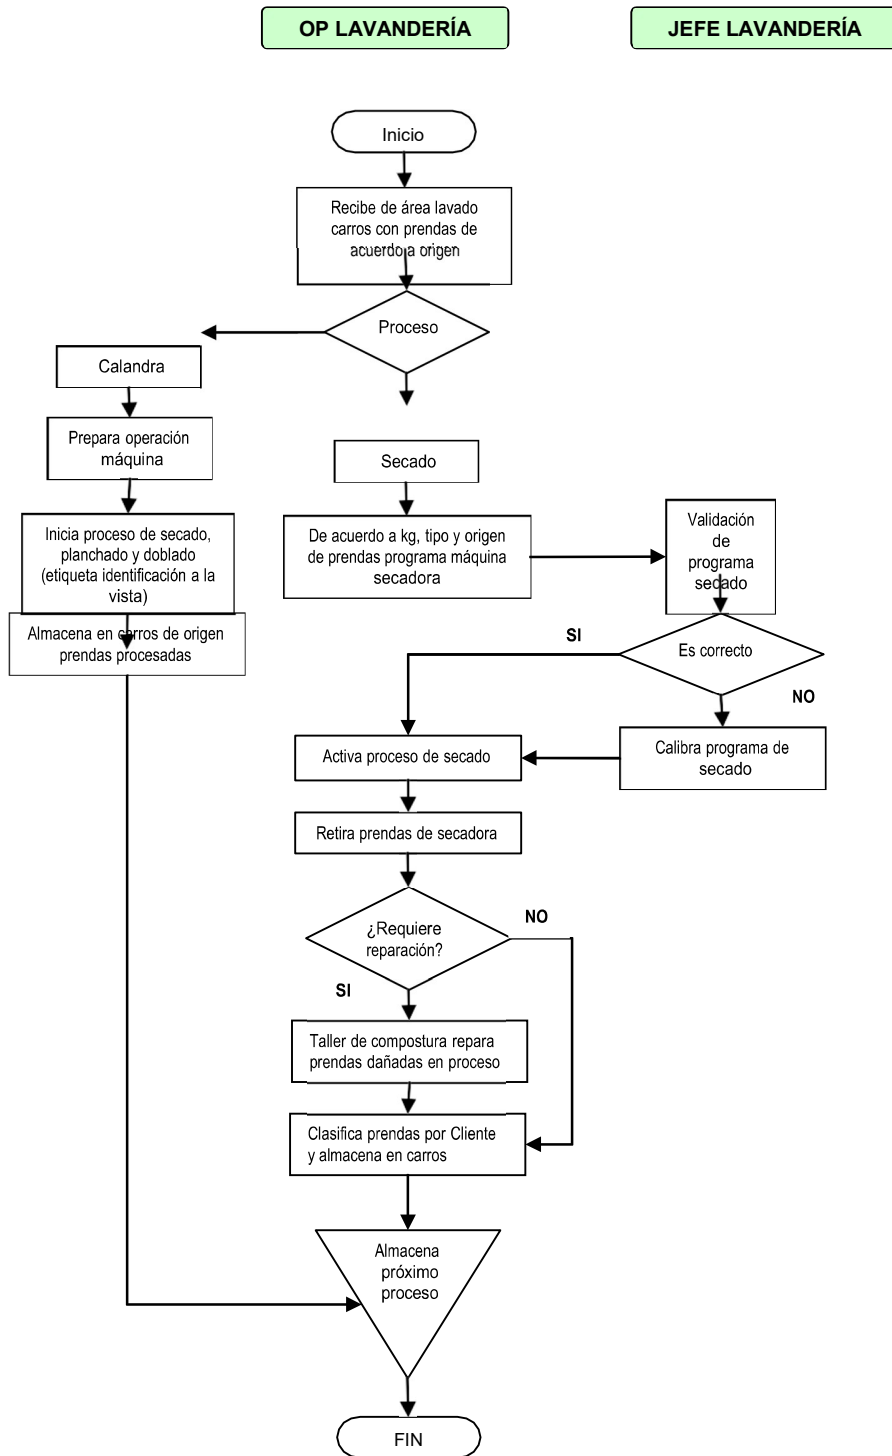 OP LAVANDERÍA
JEFE LAVANDERÍA
Inicio
Recibe de área lavado
carros con prendas de
acuerdo a origen
Proceso
Calandra
Prepara operación
máquina
Inicia proceso de secado,
planchado y doblado
(etiqueta identificación a la
vista)
Almacena en carros de origen
prendas procesadas
Secado
De acuerdo a kg, tipo y origen
de prendas programa máquina
secadora
Validación
de
programa
secado
Es correcto
SI
NO
Calibra programa de
secado
Activa proceso de secado
Retira prendas de secadora
¿Requiere
reparación?
NO
SI
Taller de compostura repara
prendas dañadas en proceso
Clasifica prendas por Cliente
y almacena en carros
Almacena
próximo
proceso
FIN